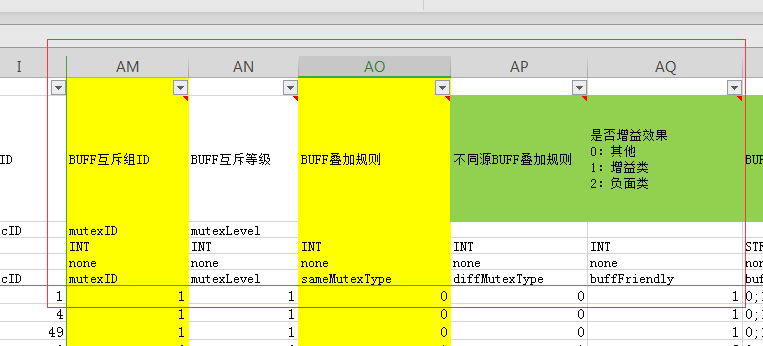 I AM AN AO AP AQ
ID BUFF互斥组ID BUFF互斥等级 BUFF叠加规则 不同源BUFF叠加规则 是否增益效果
0: 其他
1: 增益类
2: 负面类
cID mutexID mutexLevel
INT INT INT INT INT STR
none none none none none none
cID mutexID mutexLevel sameMutexType diffMutexType buffFriendly buf
1 1 1 0 0 1 0;1
4 1 1 0 0 1 0;
49 1 1 0 0 1 0;1